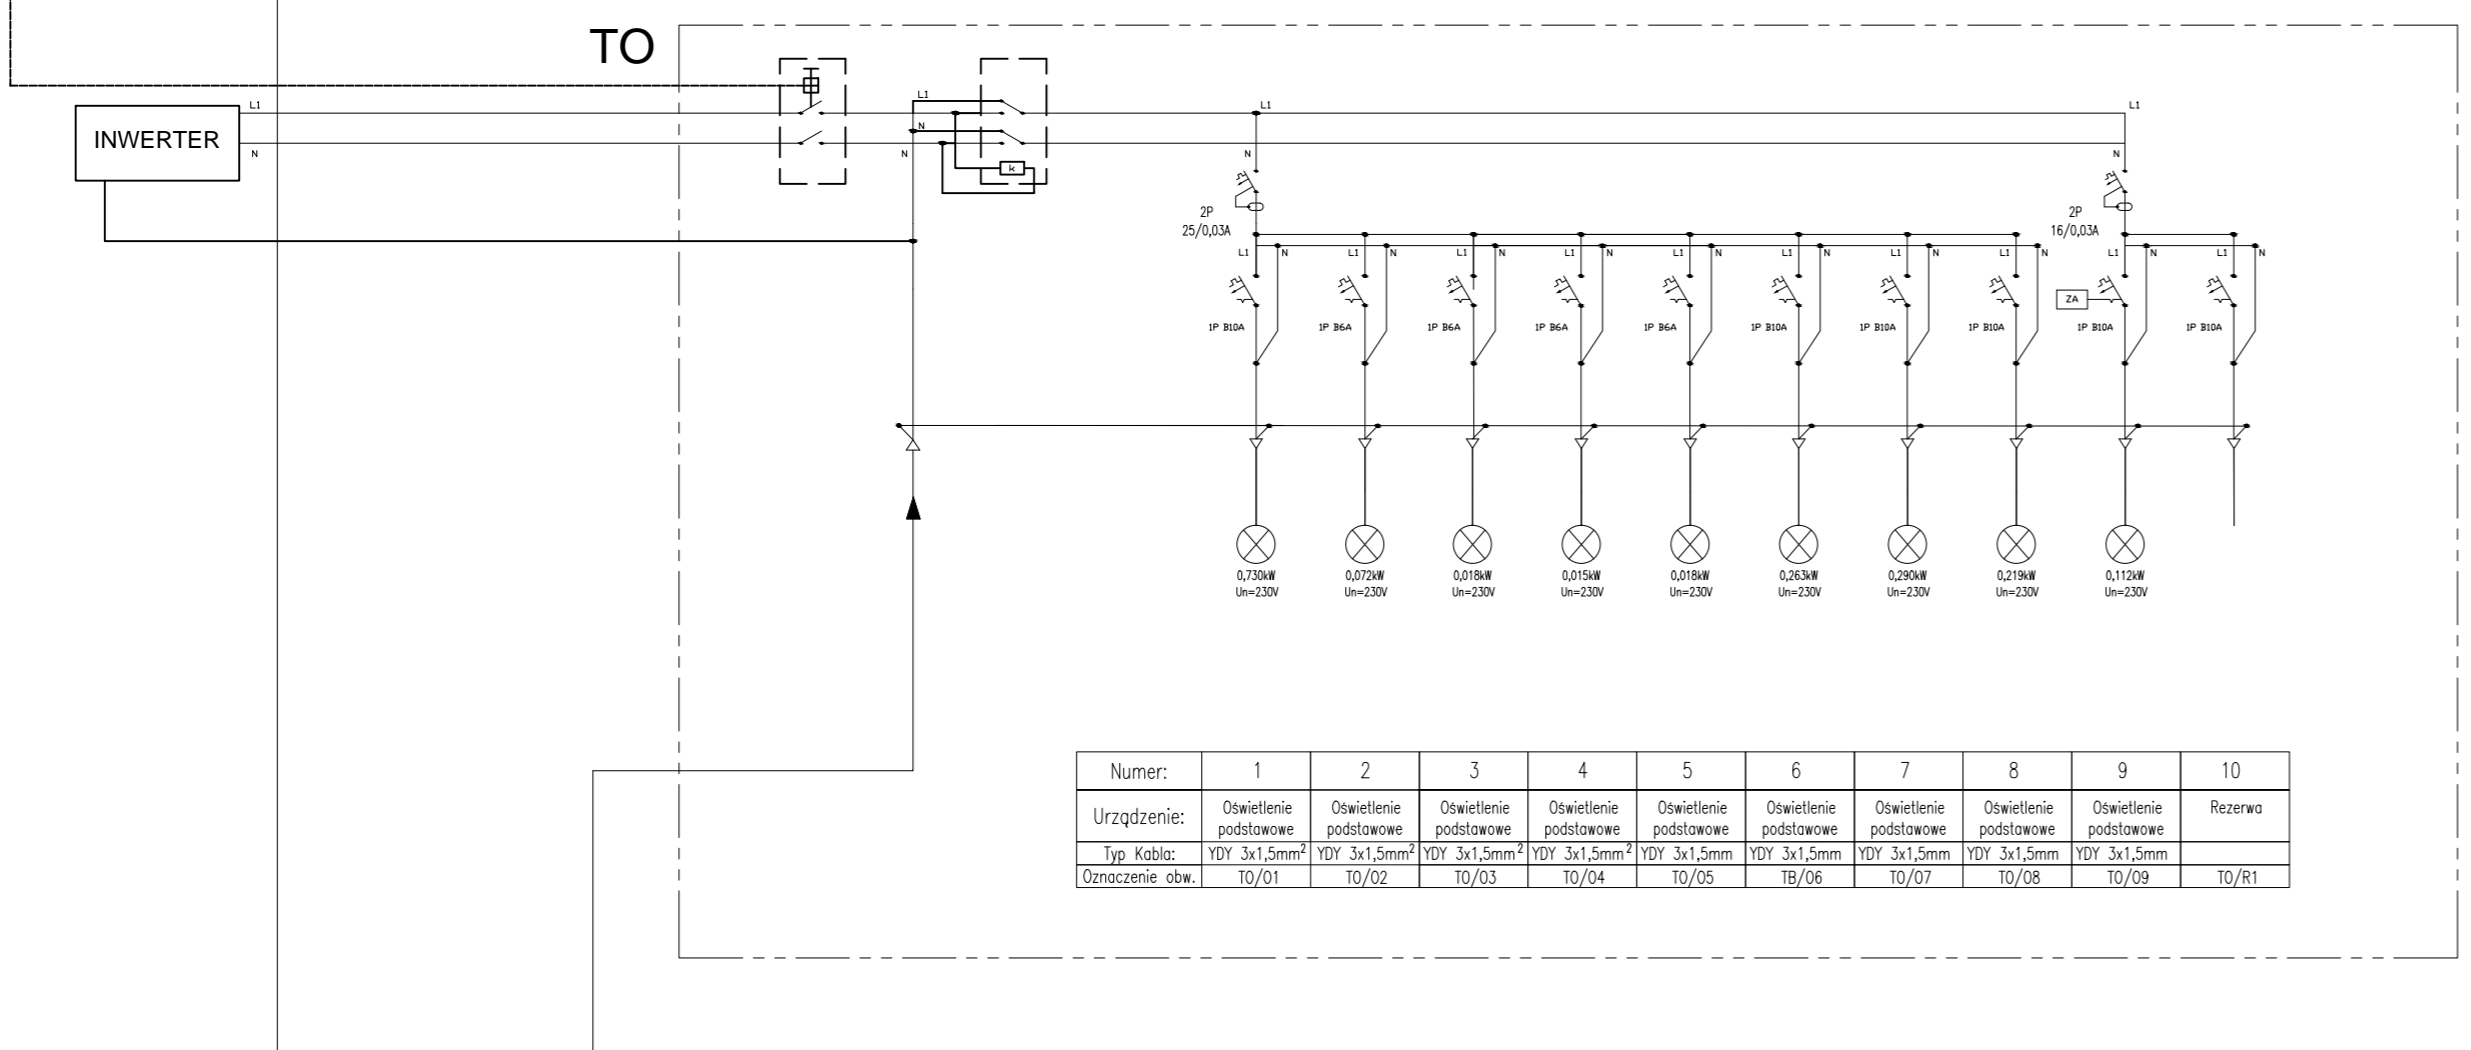 TO
L1 L1 L1 L1
INWERTER
N N N N N
k
2P 2P
25/0,03A 16/0,03A
L1 N L1 N L1 N L1 N L1 N L1 N L1 N L1 N L1 N L1 N
ZA
1P B10A 1P B6A 1P B6A 1P B6A 1P B6A 1P B10A 1P B10A 1P B10A 1P B10A 1P B10A
0,730kW 0,072kW 0,018kW 0,015kW 0,018kW 0,263kW 0,290kW 0,219kW 0,112kW
Un=230V Un=230V Un=230V Un=230V Un=230V Un=230V Un=230V Un=230V Un=230V
Numer: 1 2 3 4 5 6 7 8 9 10
Urządzenie: Oświetlenie podstawowe Oświetlenie podstawowe Oświetlenie podstawowe Oświetlenie podstawowe Oświetlenie podstawowe Oświetlenie podstawowe Oświetlenie podstawowe Oświetlenie podstawowe Oświetlenie podstawowe Rezerwa
Typ Kabla: YDY 3x1,5mm² YDY 3x1,5mm² YDY 3x1,5mm² YDY 3x1,5mm² YDY 3x1,5mm YDY 3x1,5mm YDY 3x1,5mm YDY 3x1,5mm YDY 3x1,5mm
Oznaczenie obw. TO/01 TO/02 TO/03 TO/04 TO/05 TB/06 TO/07 TO/08 TO/09 TO/R1